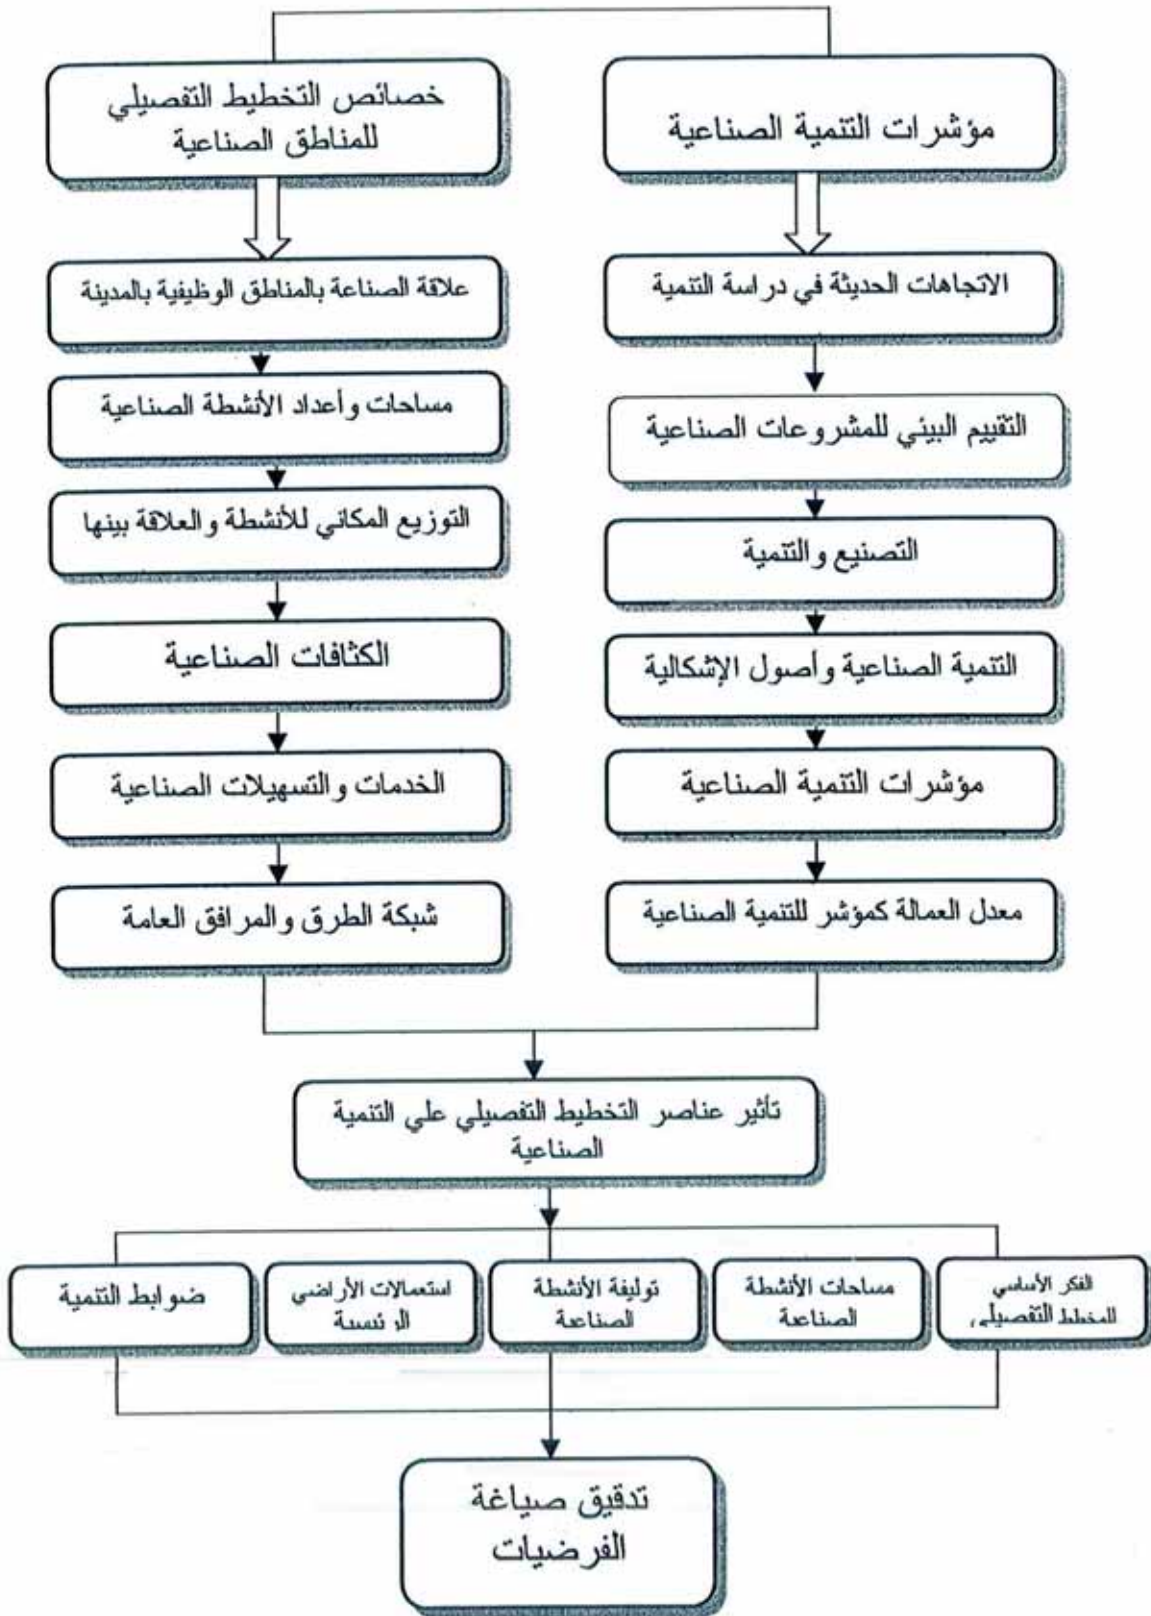 مؤشرات التنمية الصناعية
خصائص التخطيط التفصيلي
للمناطق الصناعية
الاتجاهات الحديثة في دراسة التنمية
علاقة الصناعة بالمناطق الوظيفية بالمدينة
التقييم البيئي للمشروعات الصناعية
مساحات وأعداد الأنشطة الصناعية
التصنيع والتنمية
التوزيع المكاني للأنشطة والعلاقة بينها
التنمية الصناعية وأصول الإشكالية
الكثافات الصناعية
مؤشرات التنمية الصناعية
الخدمات والتسهيلات الصناعية
معدل العمالة كمؤشر للتنمية الصناعية
شبكة الطرق والمرافق العامة
تأثير عناصر التخطيط التفصيلي علي التنمية
الصناعية
الفكر الأساسي
للمخطط التفصيلي
مساحات الأنشطة
الصناعية
توليفة الأنشطة
الصناعية
استعمالات الأراضي
الرئيسية
ضوابط التنمية
تدقيق صياغة
الفرضيات